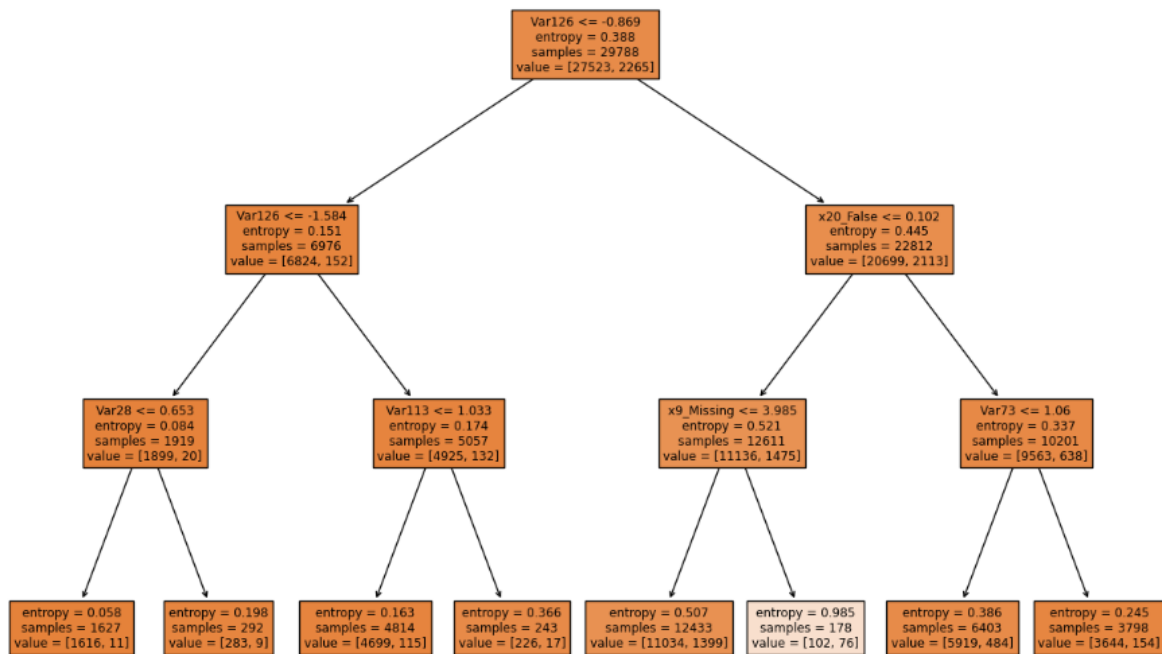 Var126 <= -0.869
entropy = 0.388
samples = 29788
value = [27523, 2265]
Var126 <= -1.584
entropy = 0.151
samples = 6976
value = [6824, 152]
x20_False <= 0.102
entropy = 0.445
samples = 22812
value = [20699, 2113]
Var28 <= 0.653
entropy = 0.084
samples = 1919
value = [1899, 20]
Var113 <= 1.033
entropy = 0.174
samples = 5057
value = [4925, 132]
x9_Missing <= 3.985
entropy = 0.521
samples = 12611
value = [11136, 1475]
Var73 <= 1.06
entropy = 0.337
samples = 10201
value = [9563, 638]
entropy = 0.058
samples = 1627
value = [1616, 11]
entropy = 0.198
samples = 292
value = [283, 9]
entropy = 0.163
samples = 4814
value = [4699, 115]
entropy = 0.366
samples = 243
value = [226, 17]
entropy = 0.507
samples = 12433
value = [11034, 1399]
entropy = 0.985
samples = 178
value = [102, 76]
entropy = 0.386
samples = 6403
value = [5919, 484]
entropy = 0.245
samples = 3798
value = [3644, 154]